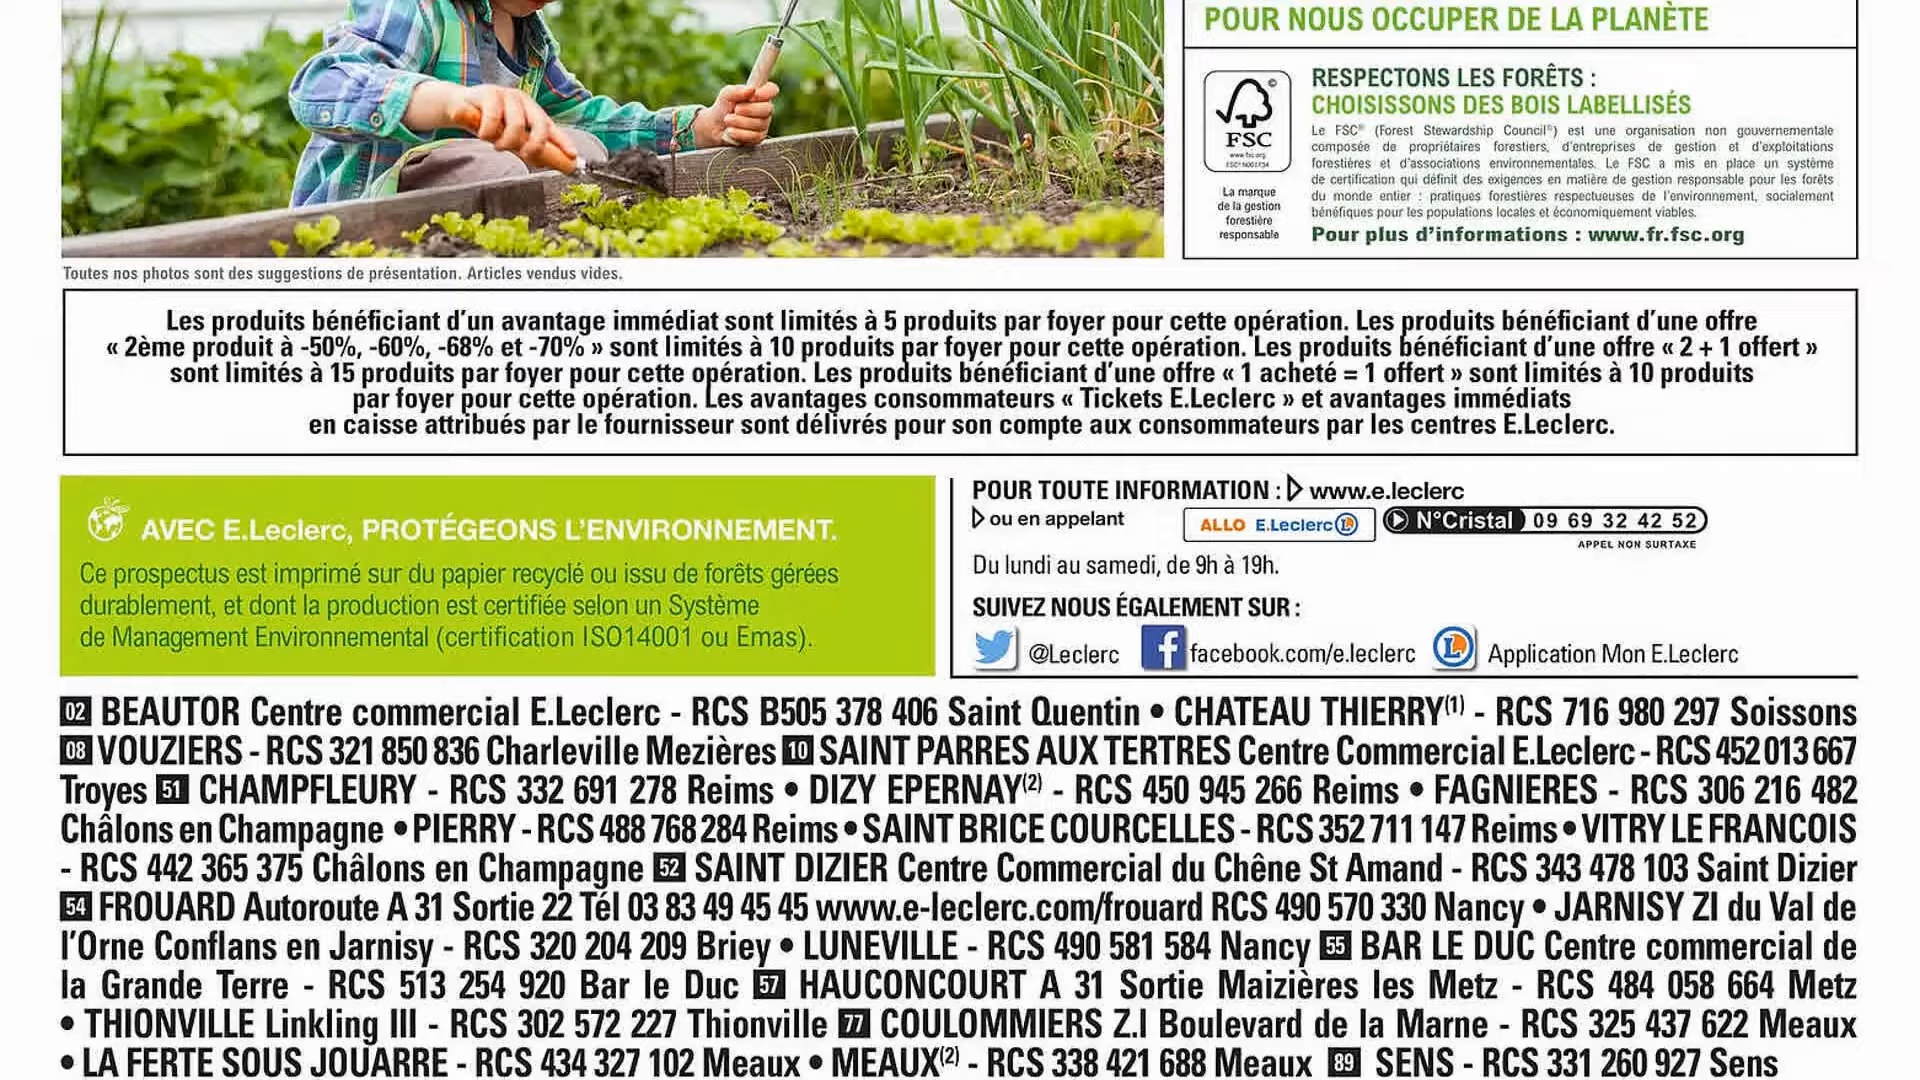 POUR NOUS OCCUPER DE LA PLANÈTE
RESPECTONS LES FORÊTS :
CHOISISSONS DES BOIS LABELLISÉS
FSC
www.fsc.org
La marque
de la gestion
forestière
responsable
Le FSC® (Forest Stewardship Council®) est une organisation non gouvernementale
composée de propriétaires forestiers, d'entreprises de gestion et d'exploitations
forestières et d'associations environnementales. Le FSC a mis en place un système
de certification qui définit des exigences en matière de gestion responsable pour les forêts
du monde entier : pratiques forestières respectueuses de l'environnement, socialement
bénéfiques pour les populations locales et économiquement viables.
Pour plus d'informations : www.fr.fsc.org
Toutes nos photos sont des suggestions de présentation. Articles vendus vides.
Les produits bénéficiant d'un avantage immédiat sont limités à 5 produits par foyer pour cette opération. Les produits bénéficiant d'une offre
« 2ème produit à -50%, -60%, -68% et -70% » sont limités à 10 produits par foyer pour cette opération. Les produits bénéficiant d'une offre « 2 + 1 offert »
sont limités à 15 produits par foyer pour cette opération. Les produits bénéficiant d'une offre « 1 acheté = 1 offert » sont limités à 10 produits
par foyer pour cette opération. Les avantages consommateurs « Tickets E.Leclerc » et avantages immédiats
en caisse attribués par le fournisseur sont délivrés pour son compte aux consommateurs par les centres E.Leclerc.
AVEC E.Leclerc, PROTÉGEONS L'ENVIRONNEMENT.
Ce prospectus est imprimé sur du papier recyclé ou issu de forêts gérées
durablement, et dont la production est certifiée selon un Système
de Management Environnemental (certification ISO14001 ou Emas).
POUR TOUTE INFORMATION : www.e.leclerc
ou en appelant ALLO E.Leclerc L N°Cristal 09 69 32 42 52
APPEL NON SURTAXE
Du lundi au samedi, de 9h à 19h.
SUIVEZ NOUS ÉGALEMENT SUR :
@Leclerc f facebook.com/e.leclerc L Application Mon E.Leclerc
02 BEAUTOR Centre commercial E.Leclerc - RCS B505 378 406 Saint Quentin • CHATEAU THIERRY(1) - RCS 716 980 297 Soissons
08 VOUZIERS - RCS 321 850 836 Charleville Mezières 10 SAINT PARRES AUX TERTRES Centre Commercial E.Leclerc - RCS 452 013 667
Troyes 51 CHAMPFLEURY - RCS 332 691 278 Reims • DIZY EPERNAY(2) - RCS 450 945 266 Reims • FAGNIERES - RCS 306 216 482
Châlons en Champagne • PIERRY - RCS 488 768 284 Reims • SAINT BRICE COURCELLES - RCS 352 711 147 Reims • VITRY LE FRANCOIS
- RCS 442 365 375 Châlons en Champagne 52 SAINT DIZIER Centre Commercial du Chêne St Amand - RCS 343 478 103 Saint Dizier
54 FROUARD Autoroute A 31 Sortie 22 Tél 03 83 49 45 45 www.e-leclerc.com/frouard RCS 490 570 330 Nancy • JARNISY ZI du Val de
l'Orne Conflans en Jarnisy - RCS 320 204 209 Briey • LUNEVILLE - RCS 490 581 584 Nancy 55 BAR LE DUC Centre commercial de
la Grande Terre - RCS 513 254 920 Bar le Duc 57 HAUCONCOURT A 31 Sortie Maizières les Metz - RCS 484 058 664 Metz
• THIONVILLE Linkling III - RCS 302 572 227 Thionville 77 COULOMMIERS Z.I Boulevard de la Marne - RCS 325 437 622 Meaux
• LA FERTE SOUS JOUARRE - RCS 434 327 102 Meaux • MEAUX(2) - RCS 338 421 688 Meaux 89 SENS - RCS 331 260 927 Sens